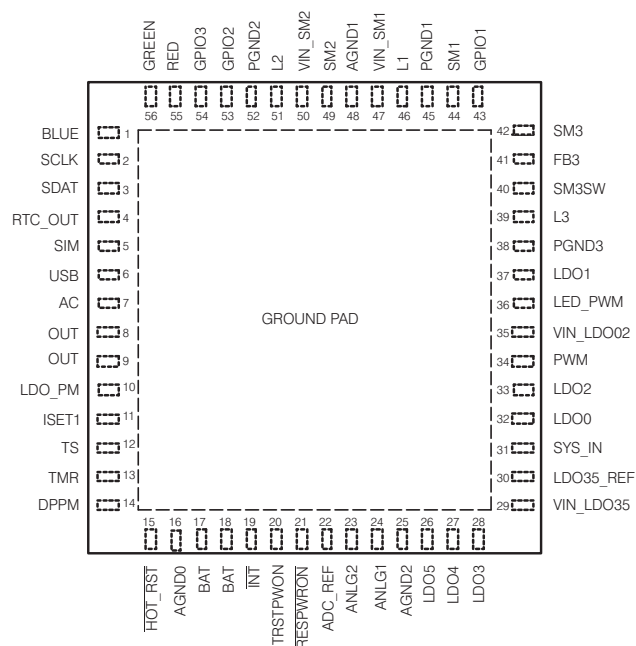 GREEN
RED
GPIO3
GPIO2
PGND2
L2
VIN_SM2
SM2
AGND1
VIN_SM1
L1
PGND1
SM1
GPIO1
56 55 54 53 52 51 50 49 48 47 46 45 44 43
BLUE 1
SCLK 2
SDAT 3
RTC_OUT 4
SIM 5
USB 6
AC 7
OUT 8
OUT 9
LDO_PM 10
ISET1 11
TS 12
TMR 13
DPPM 14
GROUND PAD
42 SM3
41 FB3
40 SM3SW
39 L3
38 PGND3
37 LDO1
36 LED_PWM
35 VIN_LDO02
34 PWM
33 LDO2
32 LDO0
31 SYS_IN
30 LDO35_REF
29 VIN_LDO35
15 16 17 18 19 20 21 22 23 24 25 26 27 28
HOT_RST
AGND0
BAT
BAT
INT
TRSTPWON
RESPWRON
ADC_REF
ANLG2
ANLG1
AGND2
LDO5
LDO4
LDO3